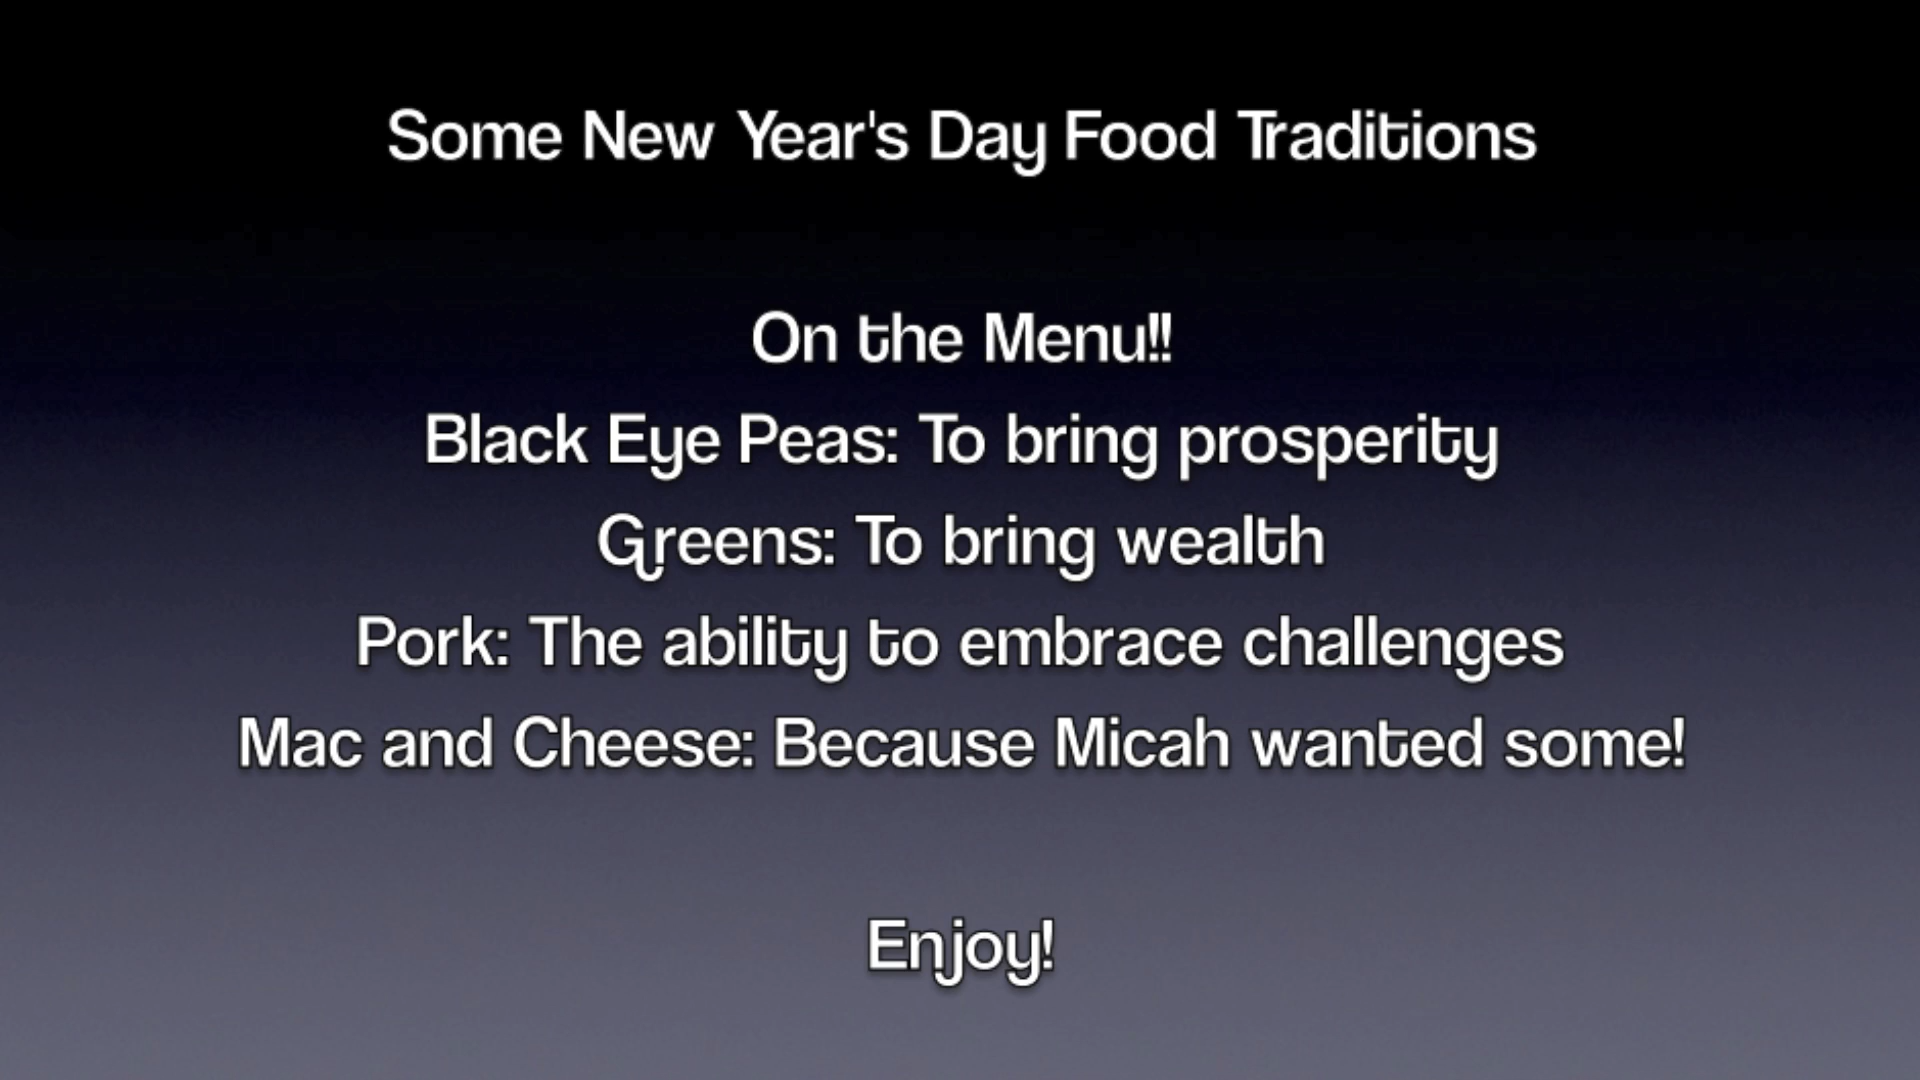 Some New Year's Day Food Traditions
On the Menu!!
Black Eye Peas: To bring prosperity
Greens: To bring wealth
Pork: The ability to embrace challenges
Mac and Cheese: Because Micah wanted some!
Enjoy!